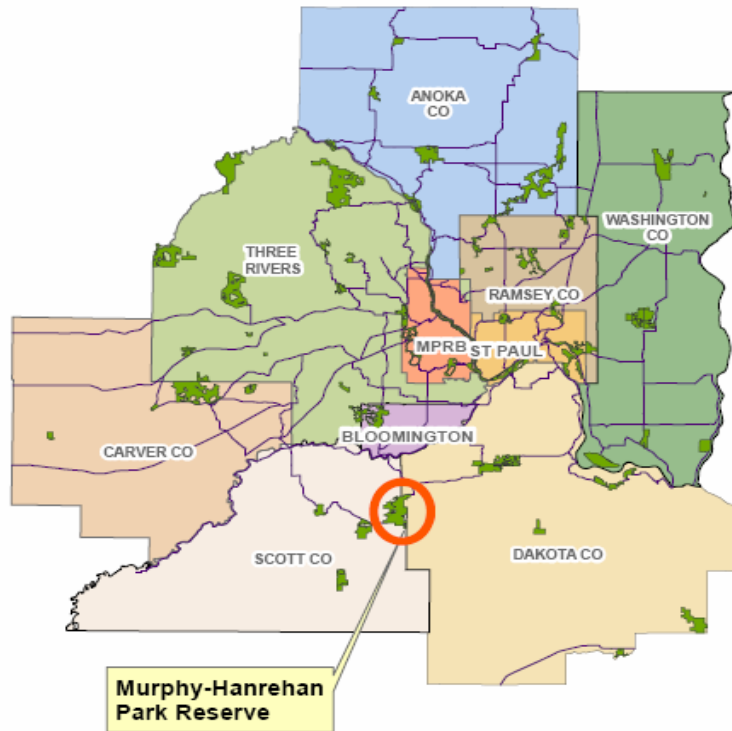 ANOKA
CO
WASHINGTON
CO
THREE
RIVERS
RAMSEY CO
MPRB
ST PAUL
BLOOMINGTON
CARVER CO
SCOTT CO
DAKOTA CO
Murphy-Hanrehan
Park Reserve